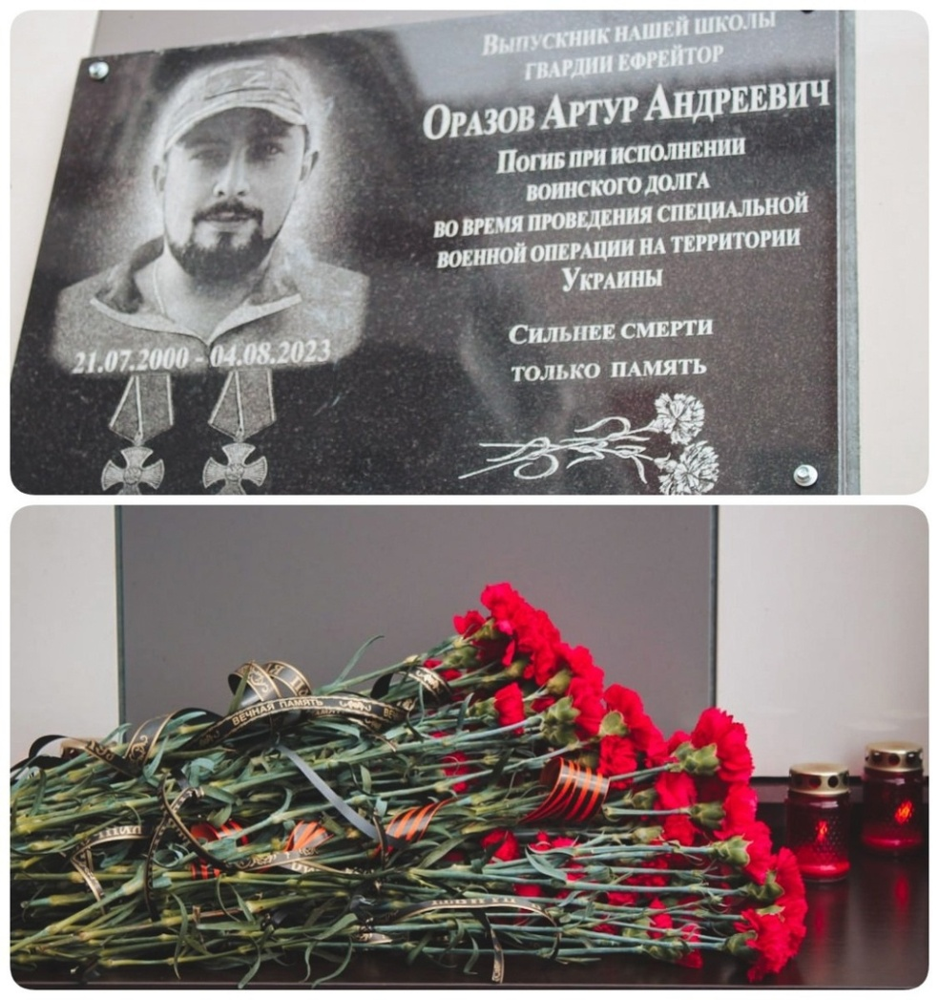 Выпускник нашей школы
гвардии ефрейтор
Оразов Артур Андреевич
Погиб при исполнении
воинского долга
во время проведения специальной
военной операции на территории
Украины
Сильнее смерти
только память
21.07.2000 - 04.08.2023
ВЕЧНАЯ ПАМЯТЬ